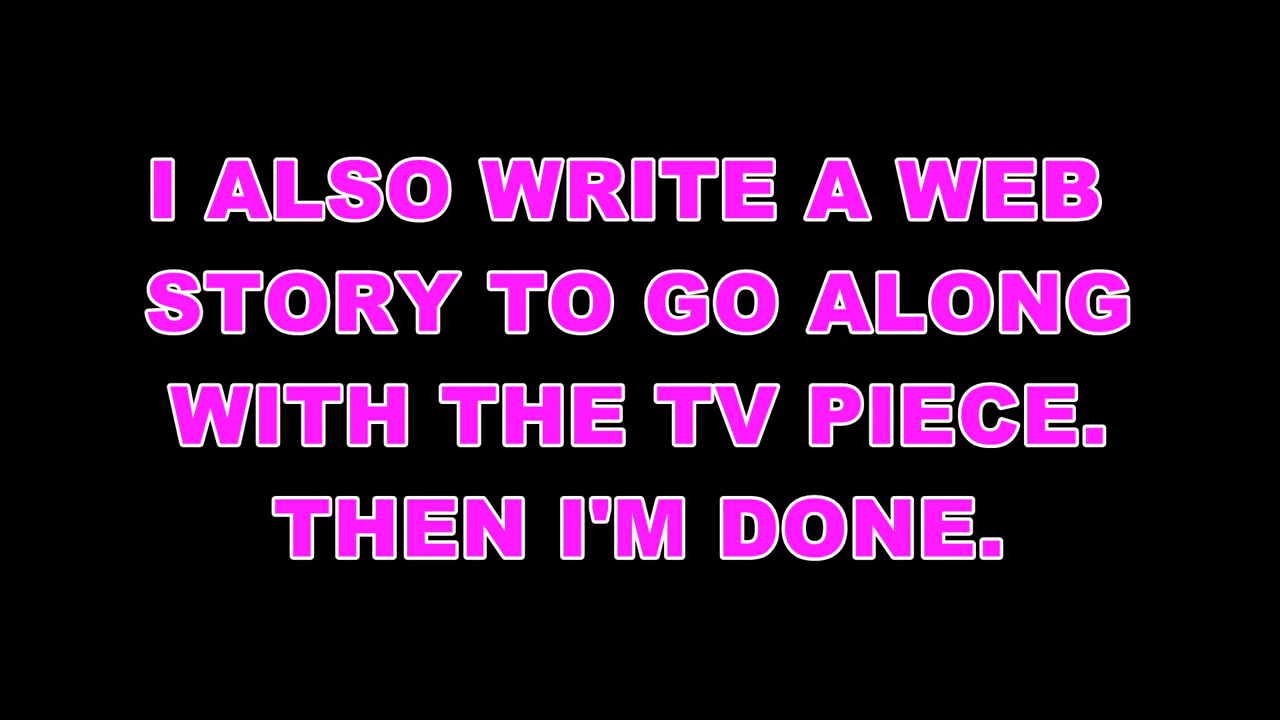 I ALSO WRITE A WEB
STORY TO GO ALONG
WITH THE TV PIECE.
THEN I'M DONE.